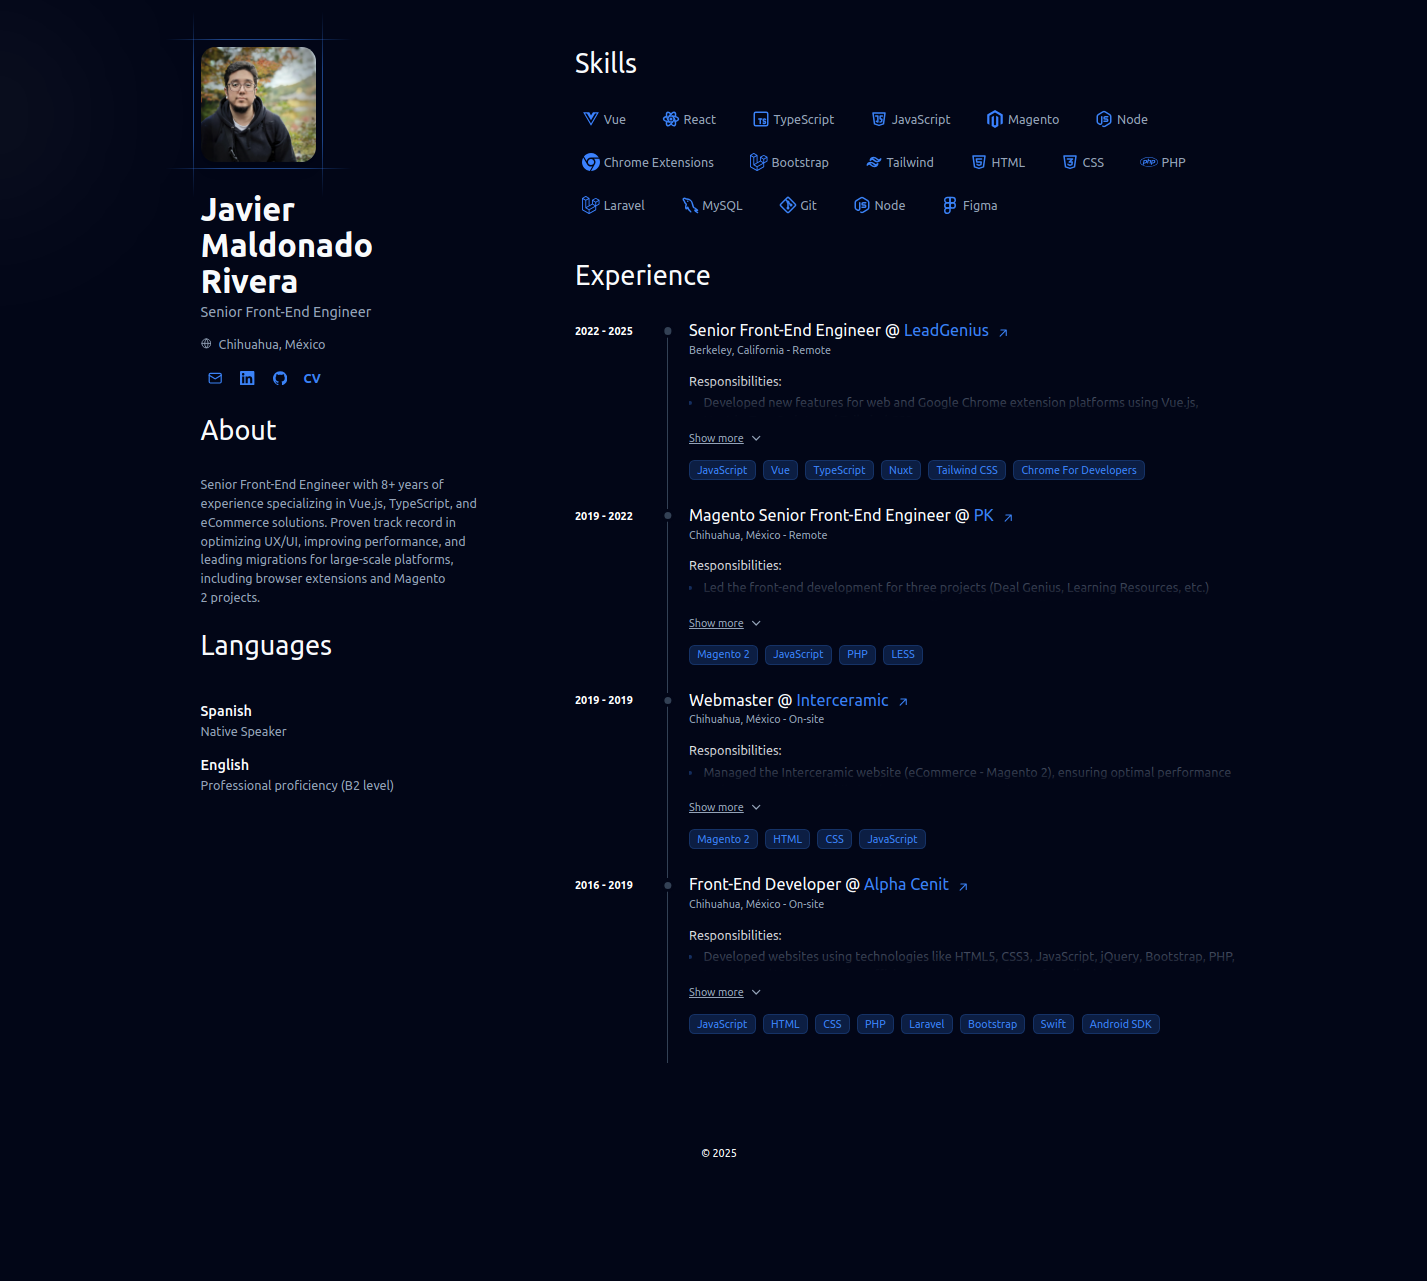 Javier
Maldonado
Rivera
Senior Front-End Engineer
Chihuahua, México
CV
About
Senior Front-End Engineer with 8+ years of
experience specializing in Vue.js, TypeScript, and
eCommerce solutions. Proven track record in
optimizing UX/UI, improving performance, and
leading migrations for large-scale platforms,
including browser extensions and Magento
2 projects.
Languages
Spanish
Native Speaker
English
Professional proficiency (B2 level)
Skills
Vue React TypeScript JavaScript Magento Node
Chrome Extensions Bootstrap Tailwind HTML CSS PHP
Laravel MySQL Git Node Figma
Experience
2022 - 2025 Senior Front-End Engineer @ LeadGenius
Berkeley, California - Remote
Responsibilities:
• Developed new features for web and Google Chrome extension platforms using Vue.js,
Show more
JavaScript Vue TypeScript Nuxt Tailwind CSS Chrome For Developers
2019 - 2022 Magento Senior Front-End Engineer @ PK
Chihuahua, México - Remote
Responsibilities:
• Led the front-end development for three projects (Deal Genius, Learning Resources, etc.)
Show more
Magento 2 JavaScript PHP LESS
2019 - 2019 Webmaster @ Interceramic
Chihuahua, México - On-site
Responsibilities:
• Managed the Interceramic website (eCommerce - Magento 2), ensuring optimal performance
Show more
Magento 2 HTML CSS JavaScript
2016 - 2019 Front-End Developer @ Alpha Cenit
Chihuahua, México - On-site
Responsibilities:
• Developed websites using technologies like HTML5, CSS3, JavaScript, jQuery, Bootstrap, PHP,
Show more
JavaScript HTML CSS PHP Laravel Bootstrap Swift Android SDK
© 2025